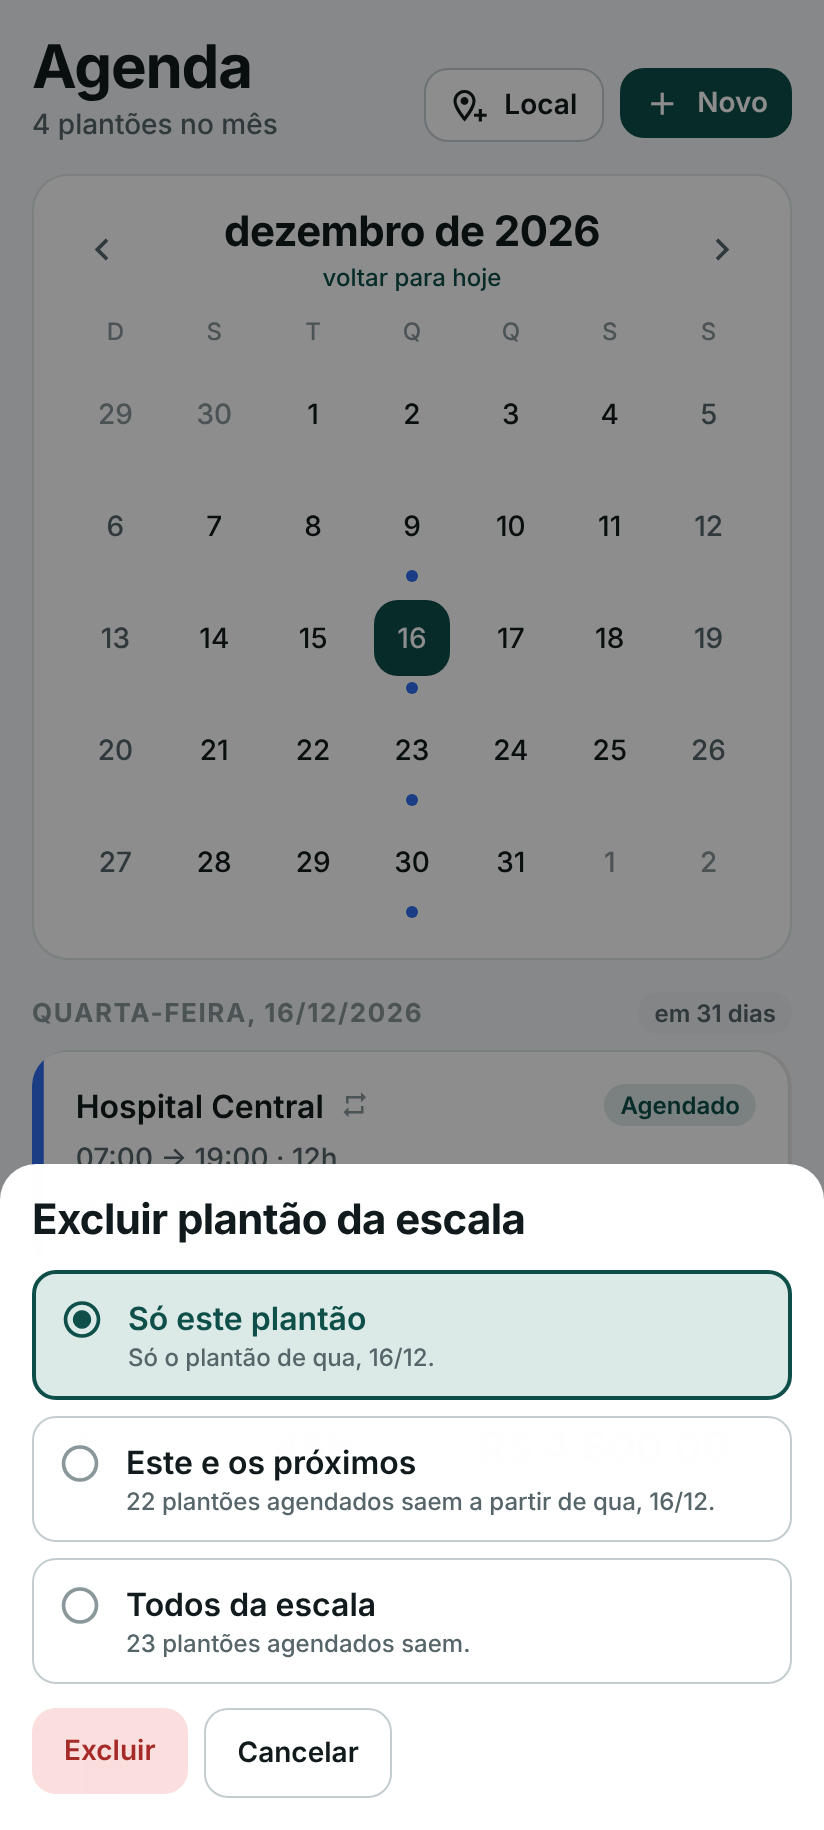 Agenda
4 plantões no mês
Local
Novo
dezembro de 2026
voltar para hoje
D S T Q Q S S
29 30 1 2 3 4 5
6 7 8 9 10 11 12
13 14 15 16 17 18 19
20 21 22 23 24 25 26
27 28 29 30 31 1 2
QUARTA-FEIRA, 16/12/2026
em 31 dias
Hospital Central
Agendado
07:00 → 19:00 · 12h
Excluir plantão da escala
Só este plantão
Só o plantão de qua, 16/12.
Este e os próximos
22 plantões agendados saem a partir de qua, 16/12.
Todos da escala
23 plantões agendados saem.
Excluir
Cancelar